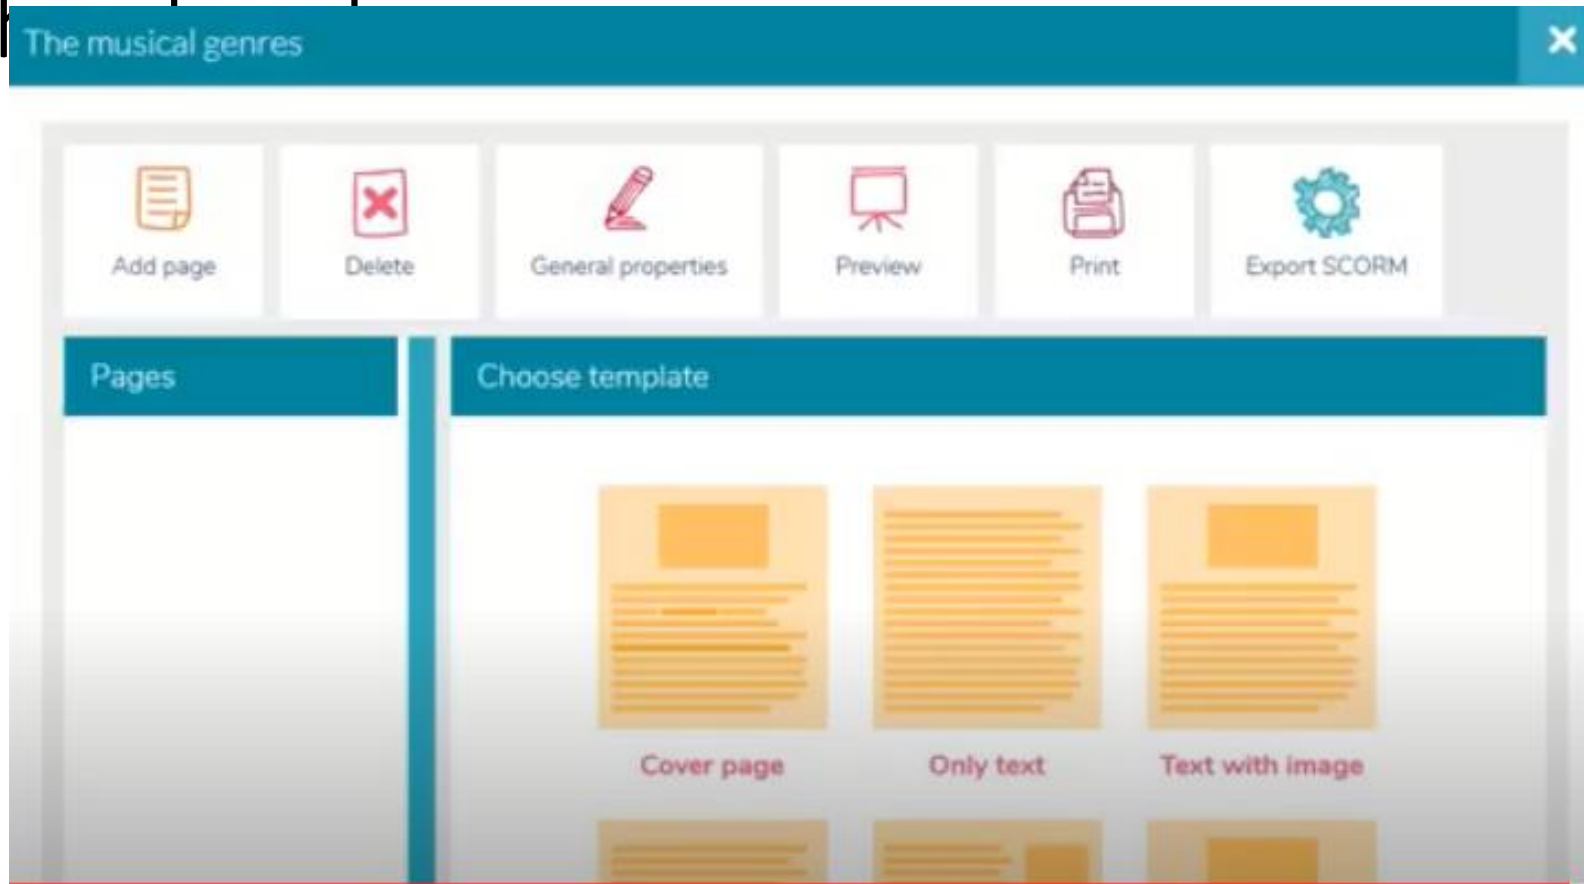 The musical genres
Add page
Delete
General properties
Preview
Print
Export SCORM
Pages
Choose template
Cover page
Only text
Text with image